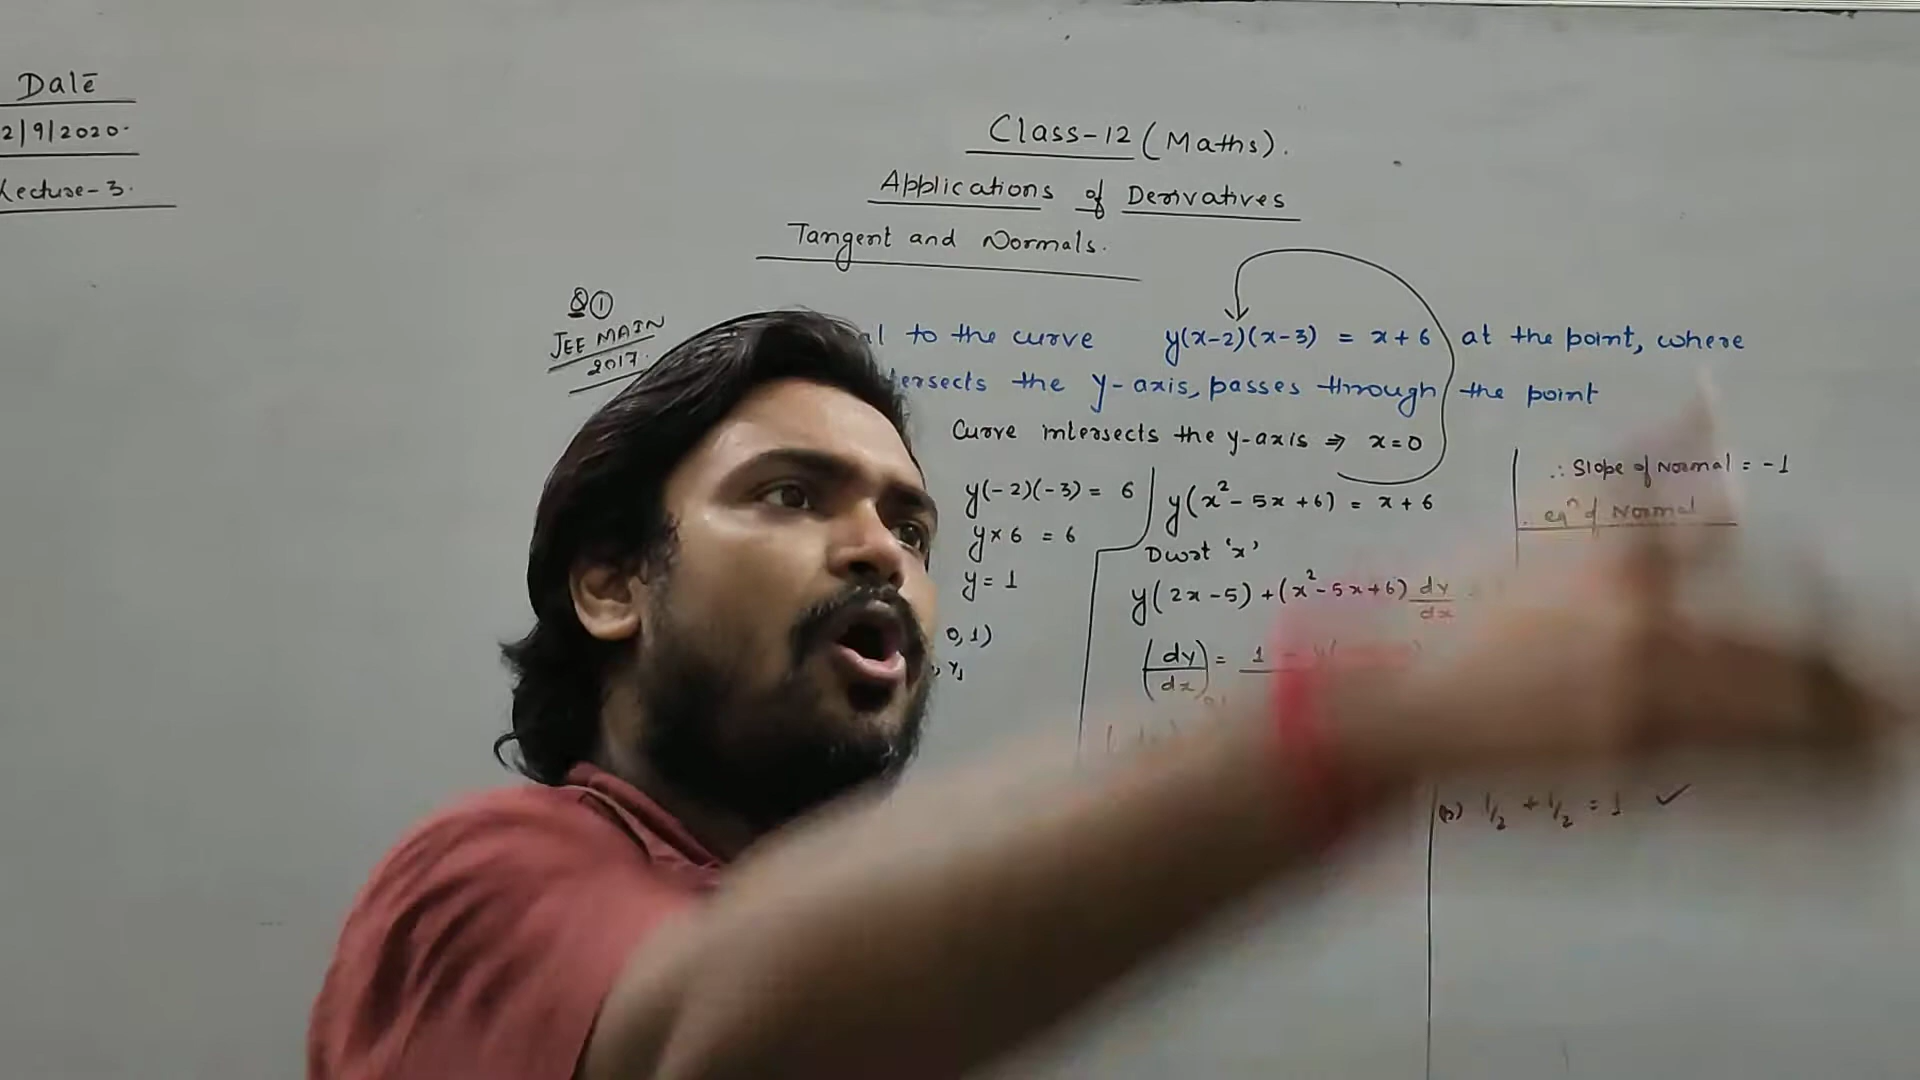 Date
2/9/2020.
Lecture-3.
Class-12 (Maths).
Applications of Derivatives
Tangent and Normals.
Q ①
JEE MAIN
2017.
to the curve y(x-2)(x-3) = x+6 at the point, where
the y-axis, passes through the point
Curve intersects the y-axis ⇒ x=0
y(-2)(-3) = 6
y×6 = 6
y = 1
0,1)
, y₁
y(x²-5x+6) = x+6
Dwrt 'x'
y(2x-5)+(x²-5x+6) dy/dx
(dy/dx) = 1
∴ Slope of Normal = -1
eqⁿ of Normal
(b) 1/2 + 1/2 = 1 ✓